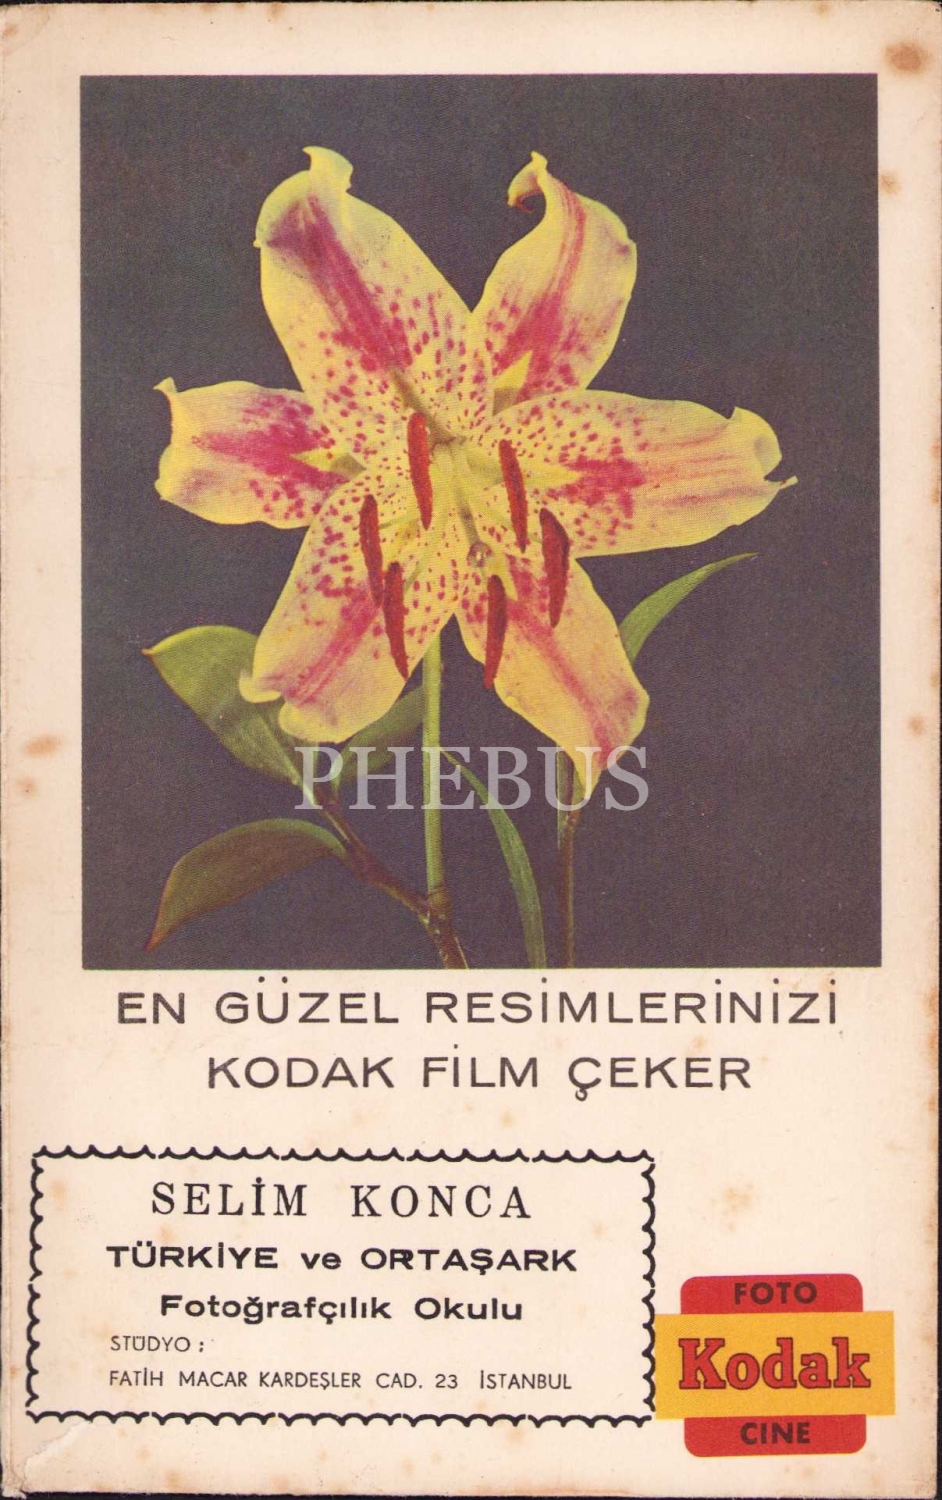 PHEBUS
EN GÜZEL RESİMLERİNİZİ
KODAK FİLM ÇEKER
SELİM KONCA
TÜRKİYE ve ORTAŞARK
Fotoğrafçılık Okulu
STÜDYO :
FATİH MACAR KARDEŞLER CAD. 23 İSTANBUL
FOTO
Kodak
CINE